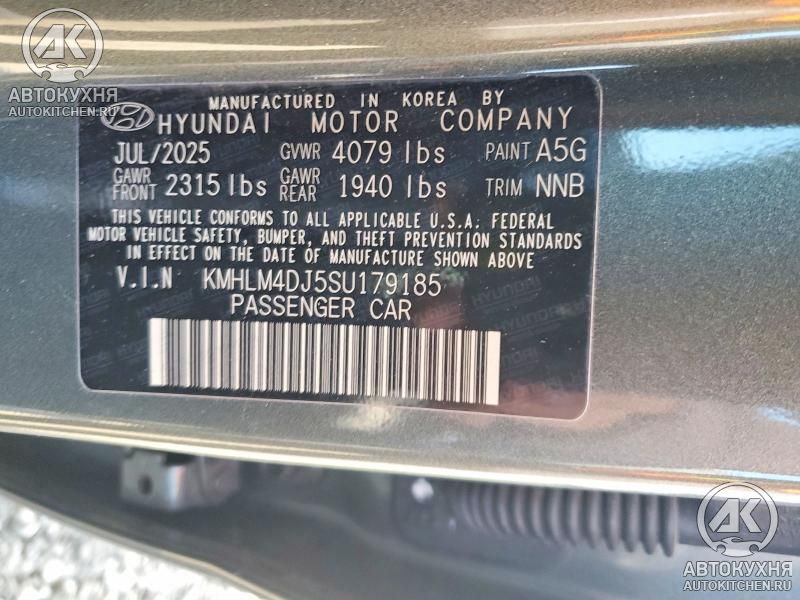 AK
АВТОКУХНЯ
AUTOKITCHEN.RU
MANUFACTURED IN KOREA BY
HYUNDAI MOTOR COMPANY
JUL/2025 GVWR 4079 lbs PAINT A5G
GAWR FRONT 2315 lbs GAWR REAR 1940 lbs TRIM NNB
THIS VEHICLE CONFORMS TO ALL APPLICABLE U.S.A. FEDERAL
MOTOR VEHICLE SAFETY, BUMPER, AND THEFT PREVENTION STANDARDS
IN EFFECT ON THE DATE OF MANUFACTURE SHOWN ABOVE.
V.I.N KMHLM4DJ5SU179185
PASSENGER CAR
AK
АВТОКУХНЯ
AUTOKITCHEN.RU